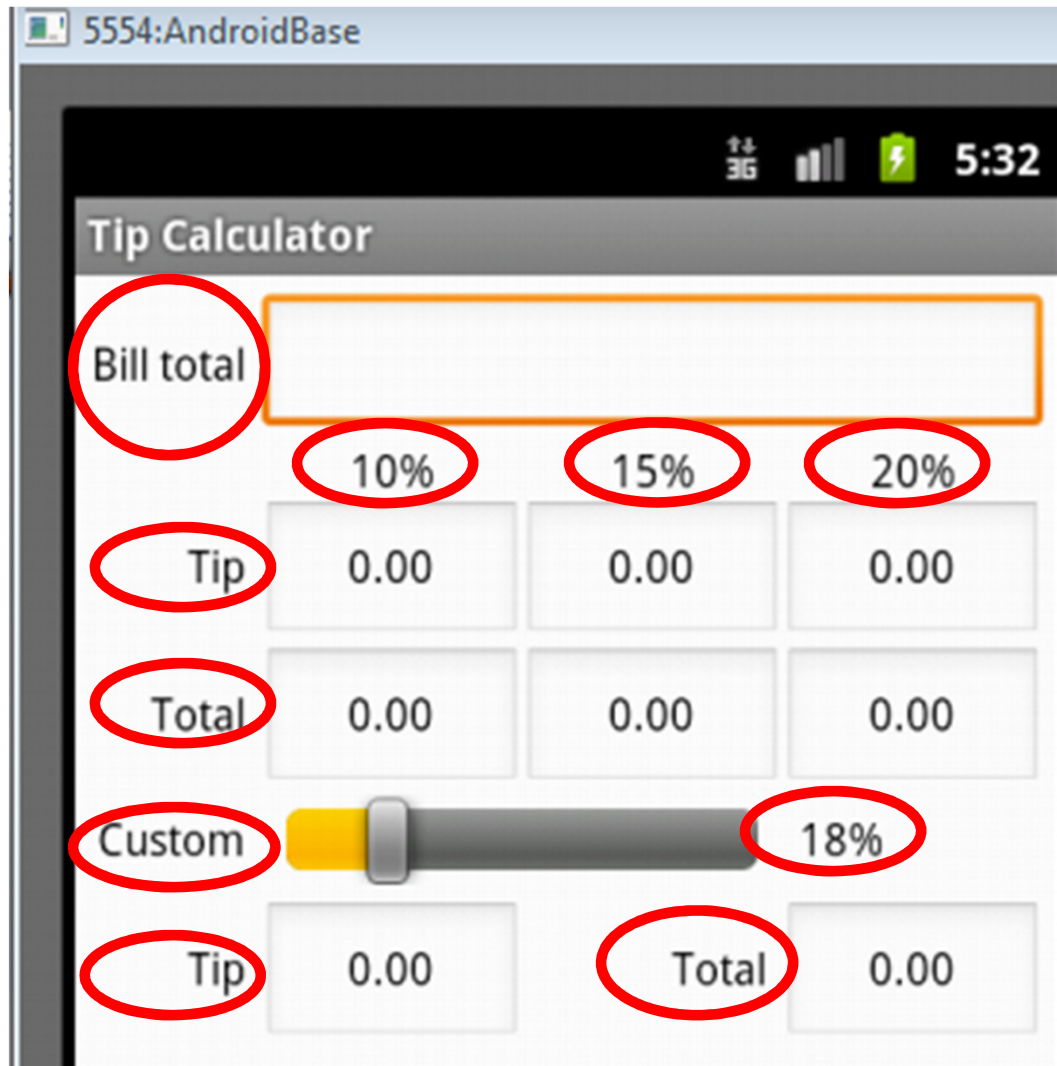 5554:AndroidBase
3G 5:32
Tip Calculator
Bill total
10% 15% 20%
Tip 0.00 0.00 0.00
Total 0.00 0.00 0.00
Custom 18%
Tip 0.00 Total 0.00